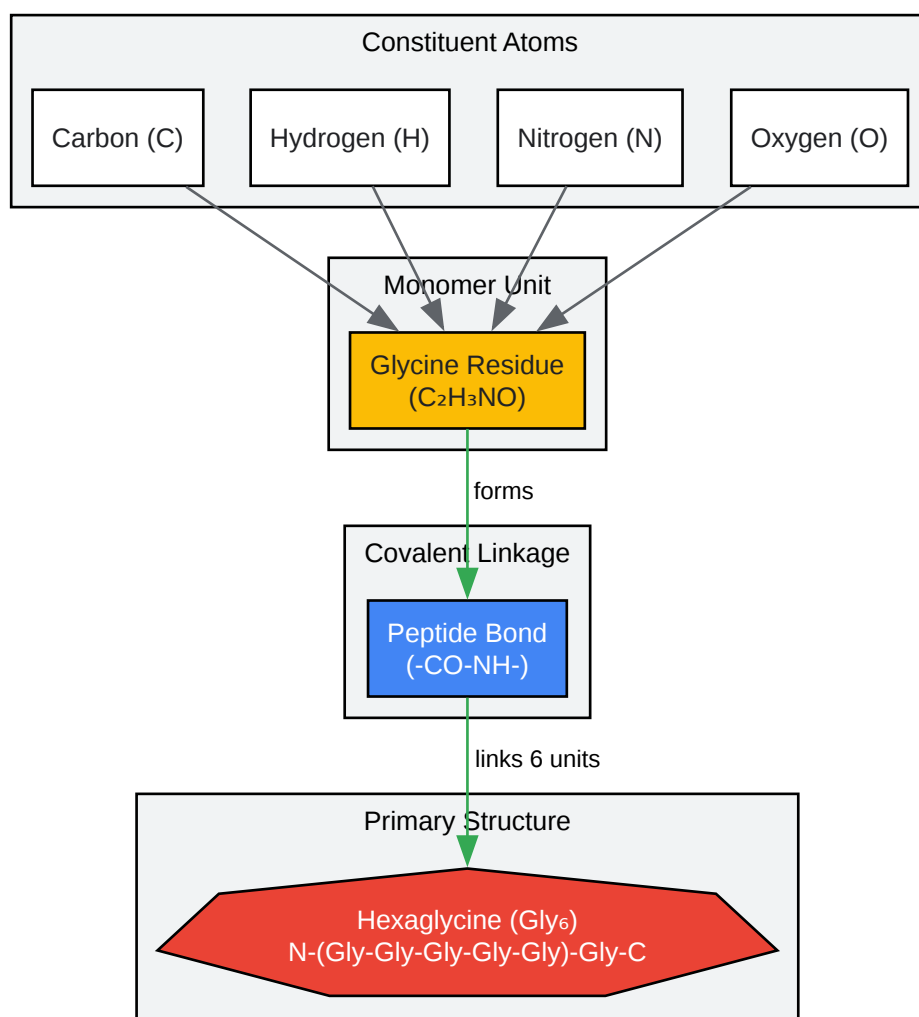 Constituent Atoms
Carbon (C)
Hydrogen (H)
Nitrogen (N)
Oxygen (O)
Monomer Unit
Glycine Residue
(C₂H₃NO)
forms
Covalent Linkage
Peptide Bond
(-CO-NH-)
links 6 units
Primary Structure
Hexaglycine (Gly₆)
N-(Gly-Gly-Gly-Gly-Gly)-Gly-C